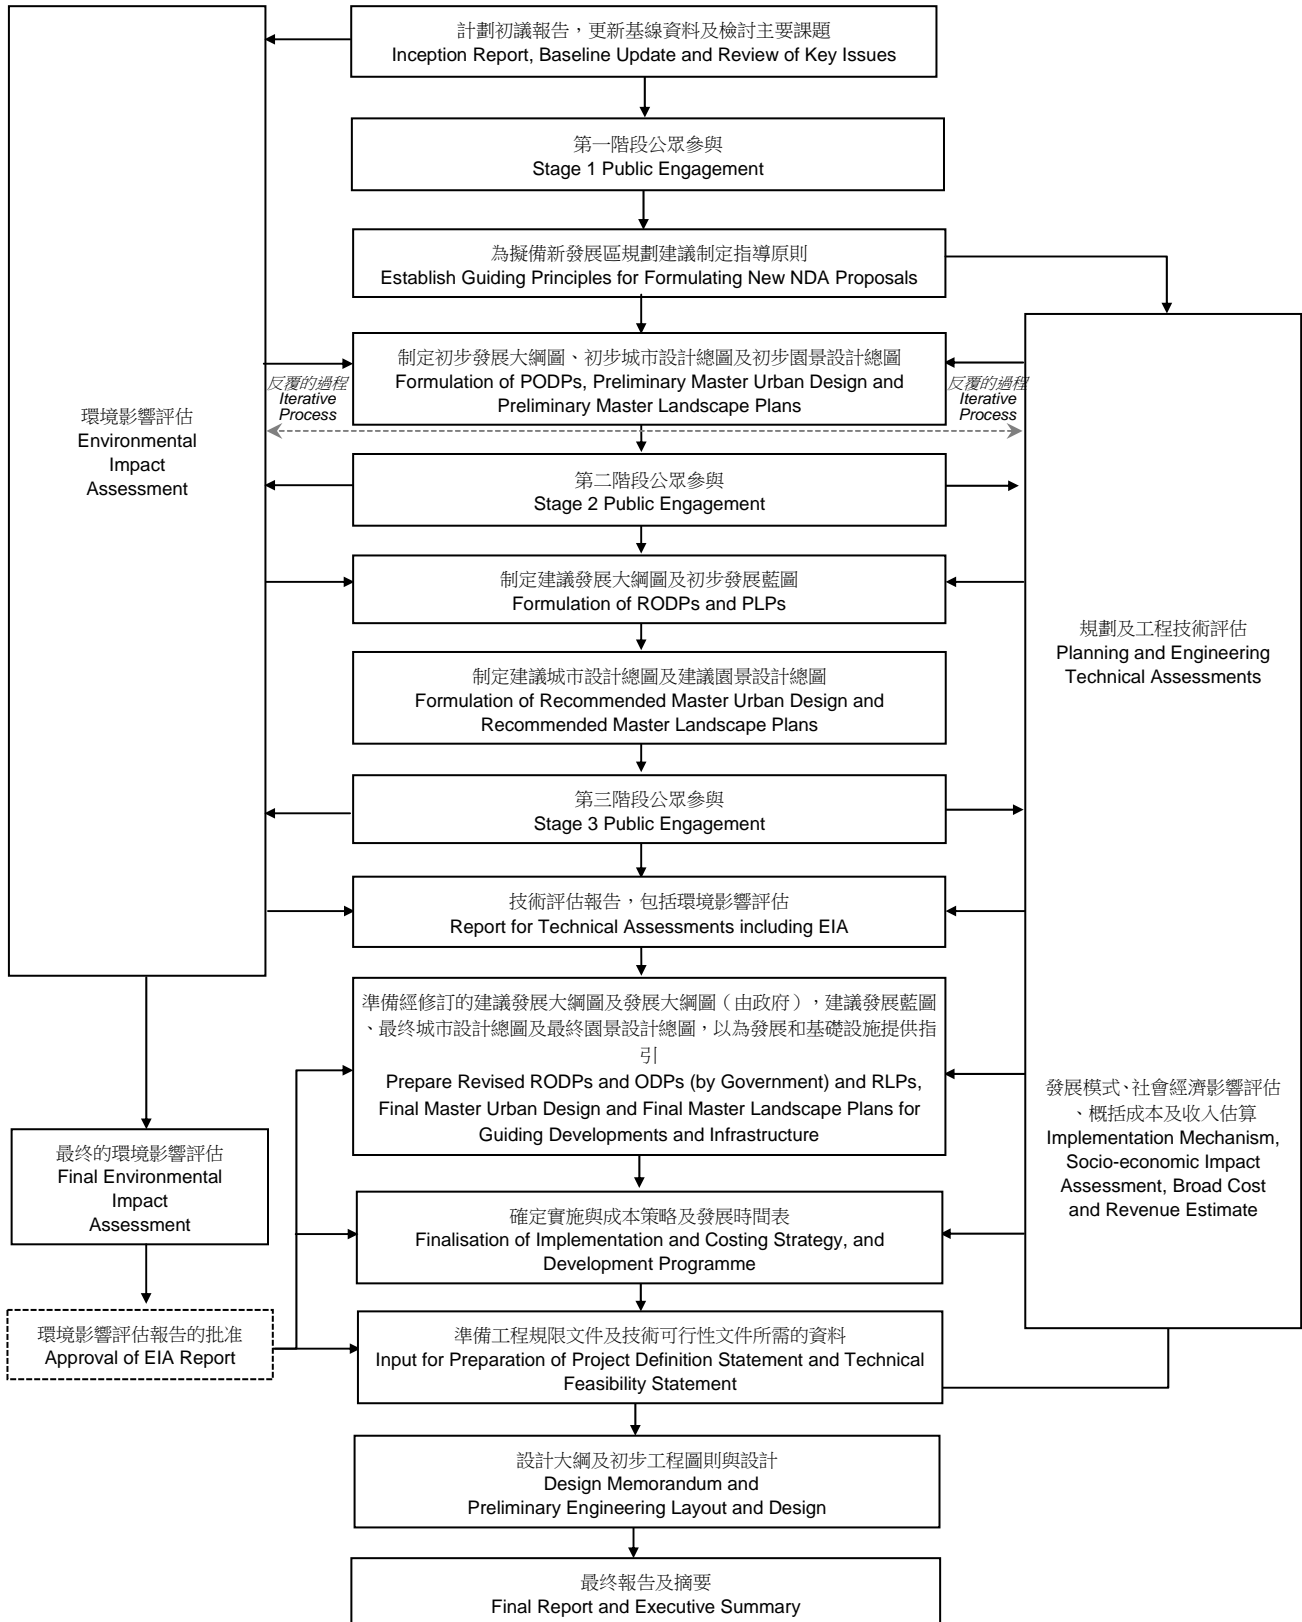 計劃初議報告，更新基線資料及檢討主要課題
Inception Report, Baseline Update and Review of Key Issues
第一階段公眾參與
Stage 1 Public Engagement
為擬備新發展區規劃建議制定指導原則
Establish Guiding Principles for Formulating New NDA Proposals
制定初步發展大綱圖、初步城市設計總圖及初步園景設計總圖
Formulation of PODPs, Preliminary Master Urban Design and
Preliminary Master Landscape Plans
反覆的過程
Iterative
Process
反覆的過程
Iterative
Process
環境影響評估
Environmental
Impact
Assessment
第二階段公眾參與
Stage 2 Public Engagement
制定建議發展大綱圖及初步發展藍圖
Formulation of RODPs and PLPs
規劃及工程技術評估
Planning and Engineering
Technical Assessments
制定建議城市設計總圖及建議園景設計總圖
Formulation of Recommended Master Urban Design and
Recommended Master Landscape Plans
第三階段公眾參與
Stage 3 Public Engagement
技術評估報告，包括環境影響評估
Report for Technical Assessments including EIA
準備經修訂的建議發展大綱圖及發展大綱圖（由政府），建議發展藍圖
、最终城市設計總圖及最終園景設計總圖，以為發展和基礎設施提供指
引
Prepare Revised RODPs and ODPs (by Government) and RLPs,
Final Master Urban Design and Final Master Landscape Plans for
Guiding Developments and Infrastructure
發展模式、社會經濟影響評估
、概括成本及收入估算
Implementation Mechanism,
Socio-economic Impact
Assessment, Broad Cost
and Revenue Estimate
最终的環境影響評估
Final Environmental
Impact
Assessment
確定實施與成本策略及發展時間表
Finalisation of Implementation and Costing Strategy, and
Development Programme
環境影響評估報告的批准
Approval of EIA Report
準備工程規限文件及技術可行性文件所需的資料
Input for Preparation of Project Definition Statement and Technical
Feasibility Statement
設計大綱及初步工程圖則與設計
Design Memorandum and
Preliminary Engineering Layout and Design
最终報告及摘要
Final Report and Executive Summary